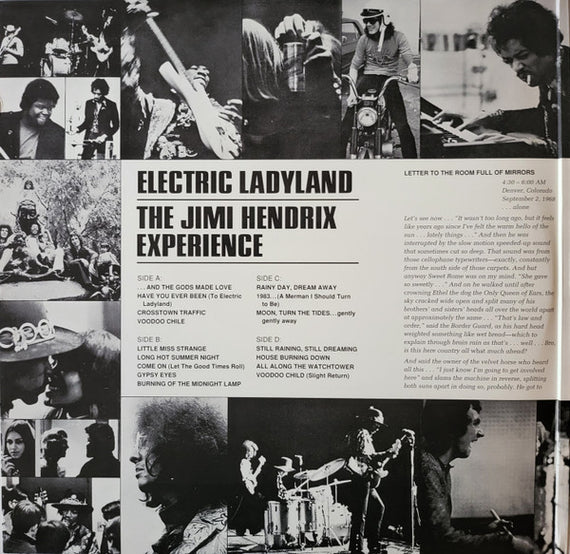 ELECTRIC LADYLAND
THE JIMI HENDRIX
EXPERIENCE
SIDE A:
. . .AND THE GODS MADE LOVE
HAVE YOU EVER BEEN (To Electric
Ladyland)
CROSSTOWN TRAFFIC
VOODOO CHILE
SIDE B:
LITTLE MISS STRANGE
LONG HOT SUMMER NIGHT
COME ON (Let The Good Times Roll)
GYPSY EYES
BURNING OF THE MIDNIGHT LAMP
SIDE C:
RAINY DAY, DREAM AWAY
1983...(A Merman I Should Turn
to Be)
MOON, TURN THE TIDES...gently
gently away
SIDE D:
STILL RAINING, STILL DREAMING
HOUSE BURNING DOWN
ALL ALONG THE WATCHTOWER
VOODOO CHILD (Slight Return)
LETTER TO THE ROOM FULL OF MIRRORS
4:30 – 6:00 AM
Denver, Colorado
September 2, 1968
. . . alone
Let's see now . . . "it wasn't too long ago, but it feels
like years since I've felt the warm hello of the
sun . . . lately things . . ." And then he was
interrupted by the slow motion speeded-up sound
that sometimes cut so deep. That sound was from
those cellophane typewriters—exactly, constantly
from the south side of those carpets. And but
anyway Sweet Rome was on my mind. "She gave
so sweetly . . ." And on he walked until after
crowning Ethel the dog the Only Queen of Ears, the
sky cracked wide open and split many of his
brothers' and sisters' heads all over the world apart
at approximately the same . . . "That's law and
order," said the Border Guard, as his hard head
weighted something like wet bread—which to
explain through brain rain as that's . . . well . . . Bro,
is this here country all what much ahead?
And said the owner of the velvet horse who heard
all this . . . "I just know I'm going to get involved
here" and slams the machine in reverse, splitting
both suns apart in doing so, probably. He got to